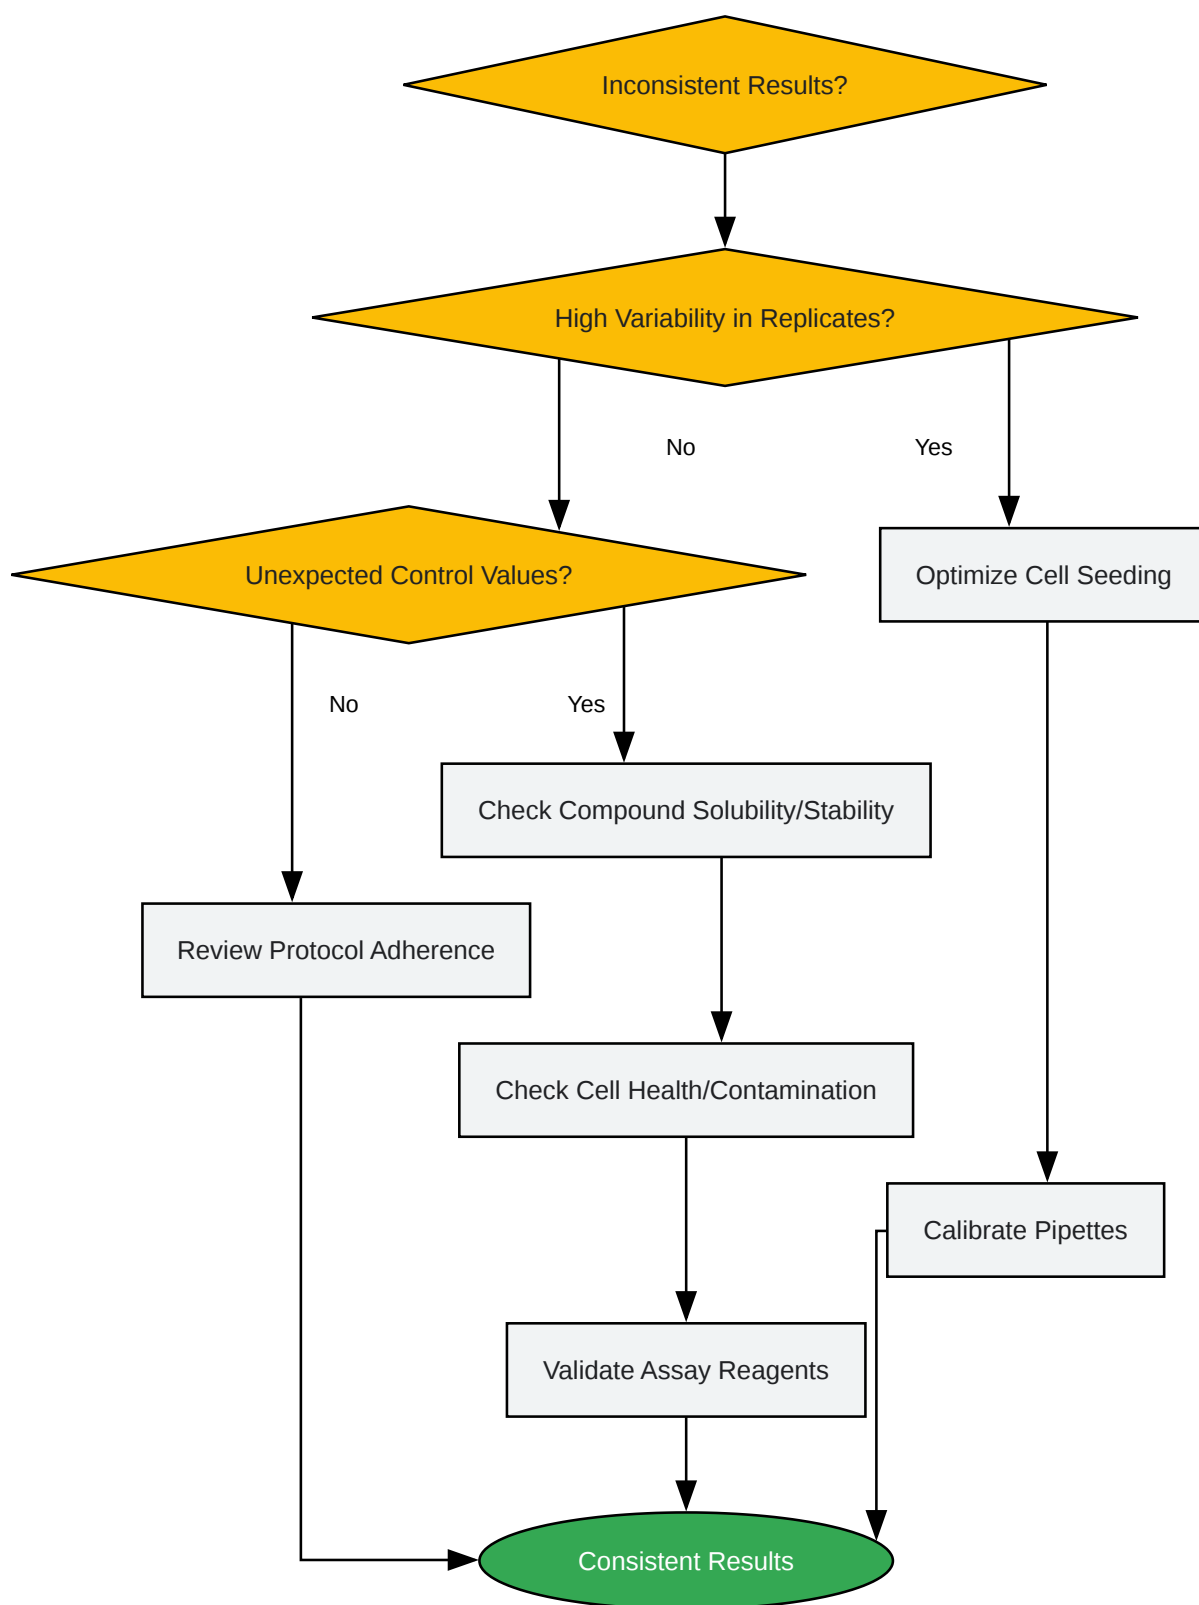 Inconsistent Results?
High Variability in Replicates?
No
Yes
Unexpected Control Values?
Optimize Cell Seeding
No
Yes
Check Compound Solubility/Stability
Review Protocol Adherence
Check Cell Health/Contamination
Calibrate Pipettes
Validate Assay Reagents
Consistent Results